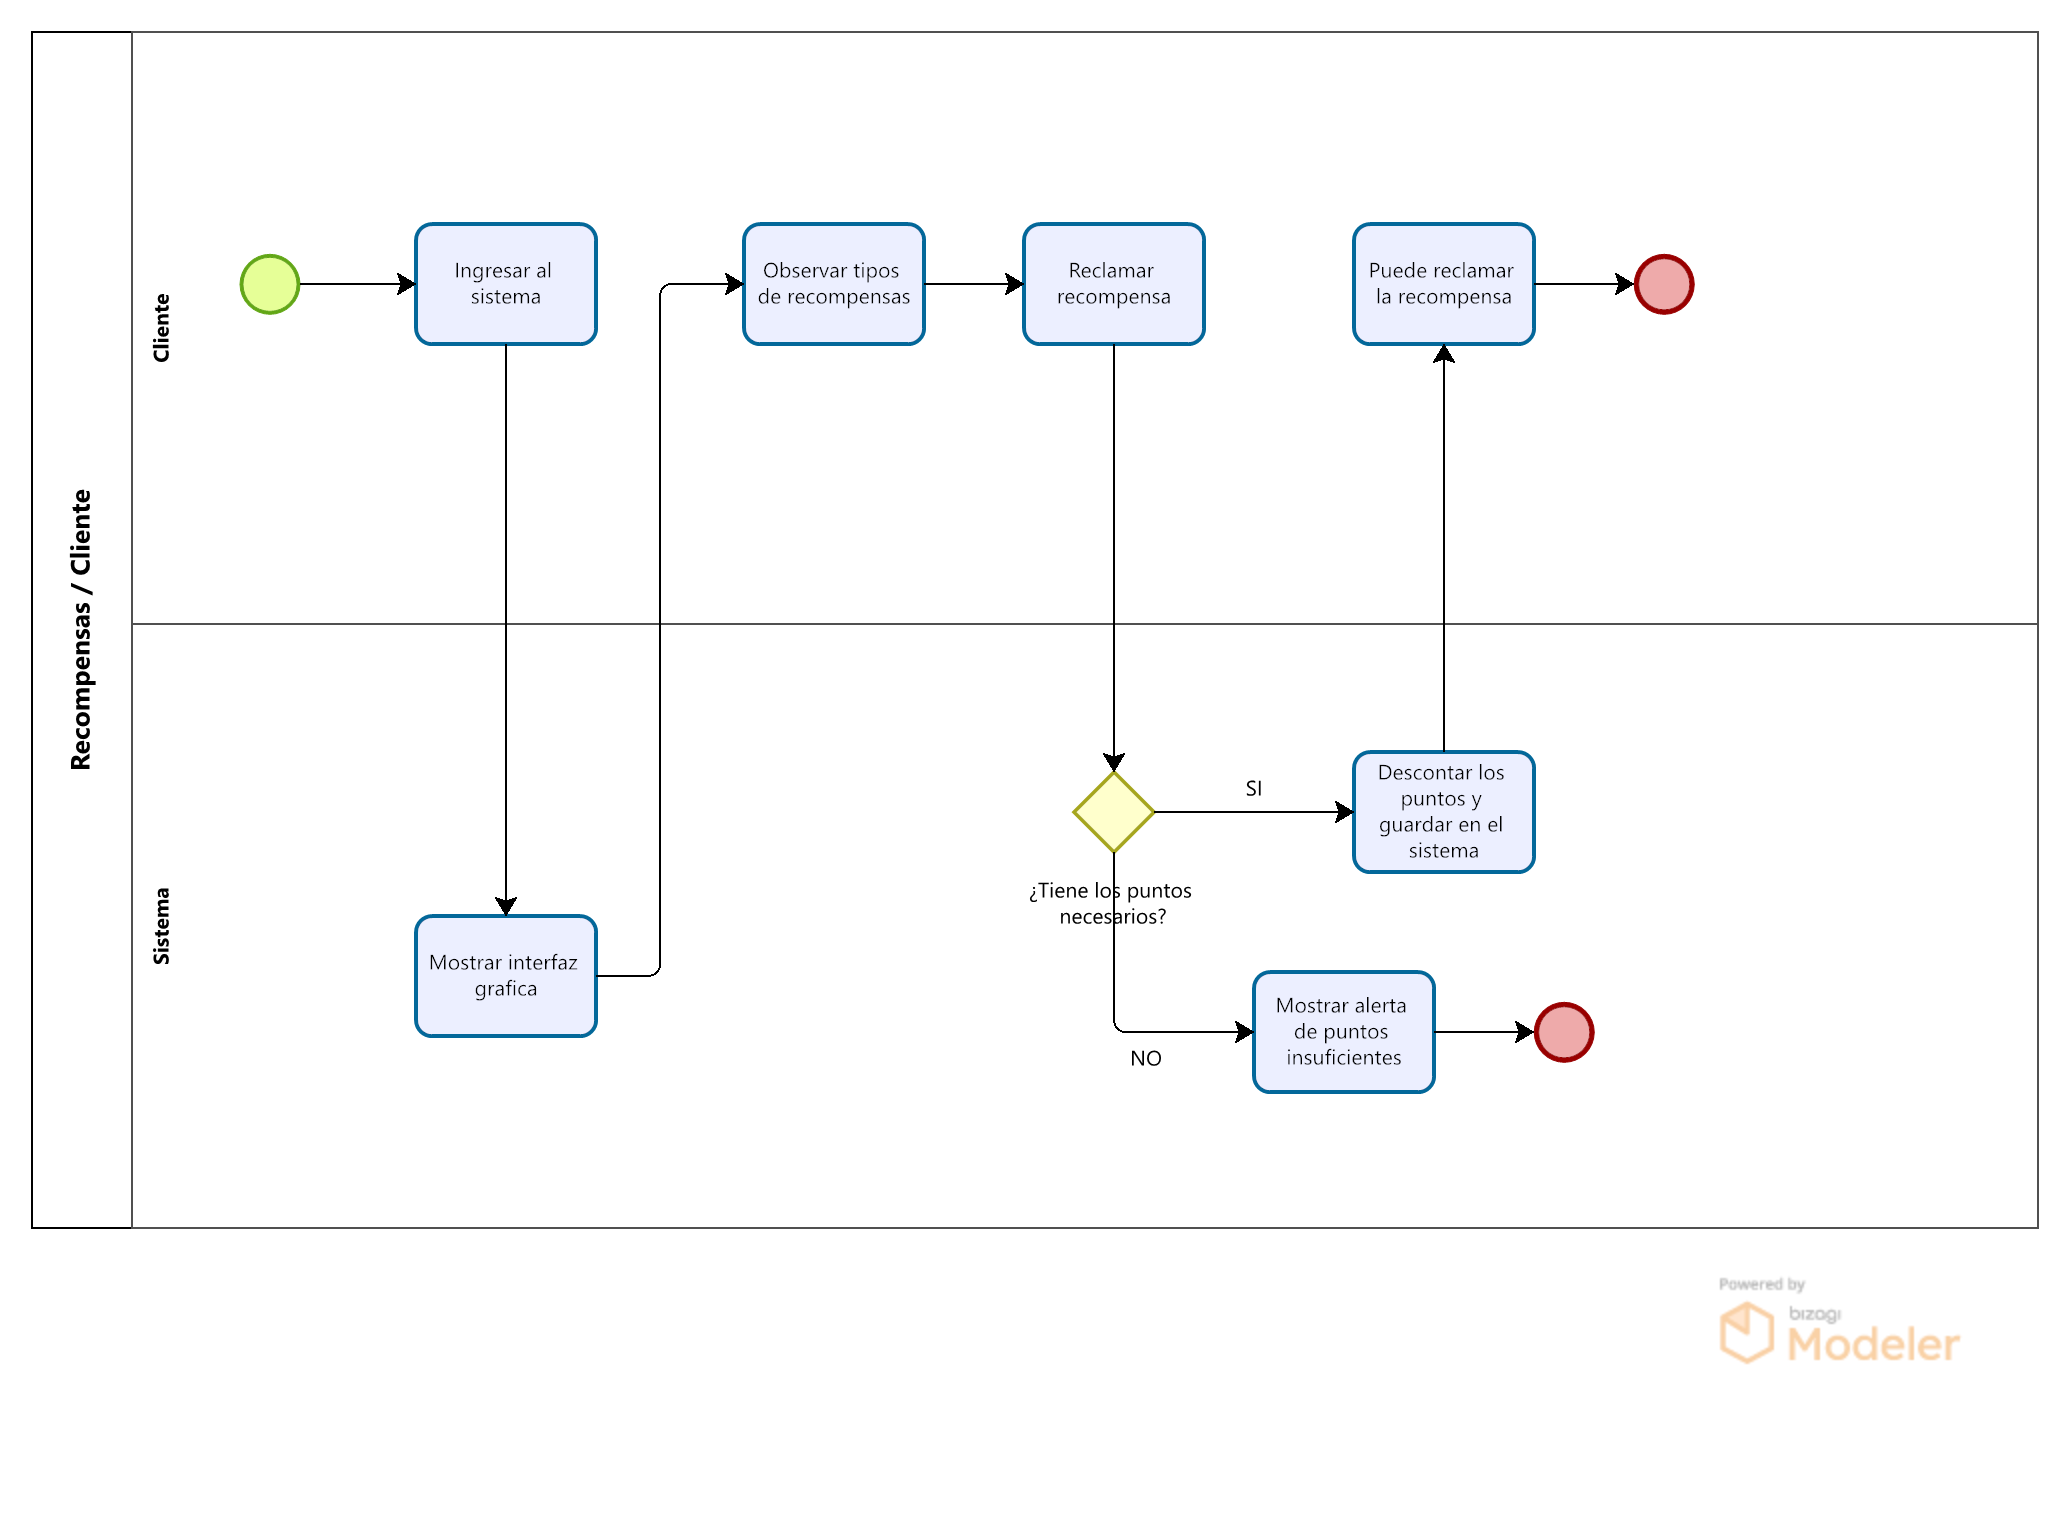 Recompensas / Cliente
Cliente
Ingresar al
sistema
Observar tipos
de recompensas
Reclamar
recompensa
Puede reclamar
la recompensa
Sistema
Mostrar interfaz
grafica
¿Tiene los puntos
necesarios?
SI
Descontar los
puntos y
guardar en el
sistema
NO
Mostrar alerta
de puntos
insuficientes
Powered by
bizagi
Modeler